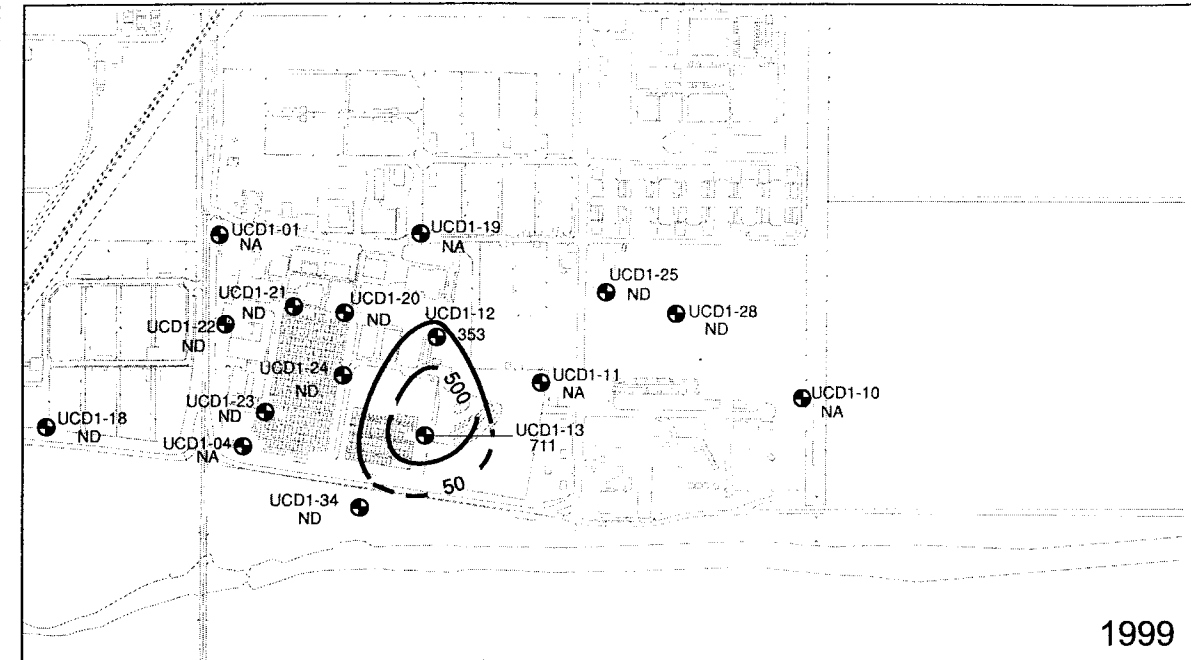 UCD1-01
NA
UCD1-19
NA
UCD1-25
ND
UCD1-21
ND
UCD1-20
ND
UCD1-12
353
UCD1-28
ND
UCD1-22
ND
UCD1-24
ND
500
UCD1-11
NA
UCD1-10
NA
UCD1-23
ND
UCD1-18
ND
UCD1-13
711
UCD1-04
NA
50
UCD1-34
ND
1999